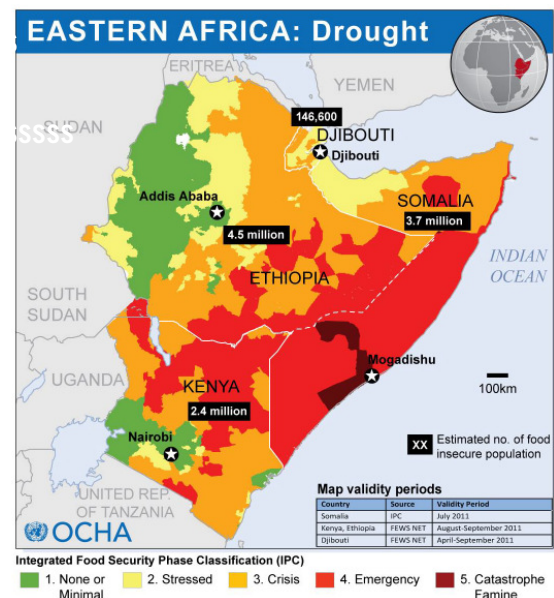 EASTERN AFRICA: Drought
ERITREA
YEMEN
SUDAN
SSSSS
146,600
DJIBOUTI
Djibouti
Addis Ababa
SOMALIA
3.7 million
4.5 million
ETHIOPIA
INDIAN
OCEAN
SOUTH
SUDAN
Mogadishu
UGANDA
KENYA
2.4 million
100km
Nairobi
XX Estimated no. of food
insecure population
UNITED REP.
OF TANZANIA
Map validity periods
Country Source Validity Period
Somalia IPC July 2011
Kenya, Ethiopia FEWS NET August-September 2011
Djibouti FEWS NET April-September 2011
OCHA
Integrated Food Security Phase Classification (IPC)
1. None or
Minimal
2. Stressed
3. Crisis
4. Emergency
5. Catastrophe
Famine